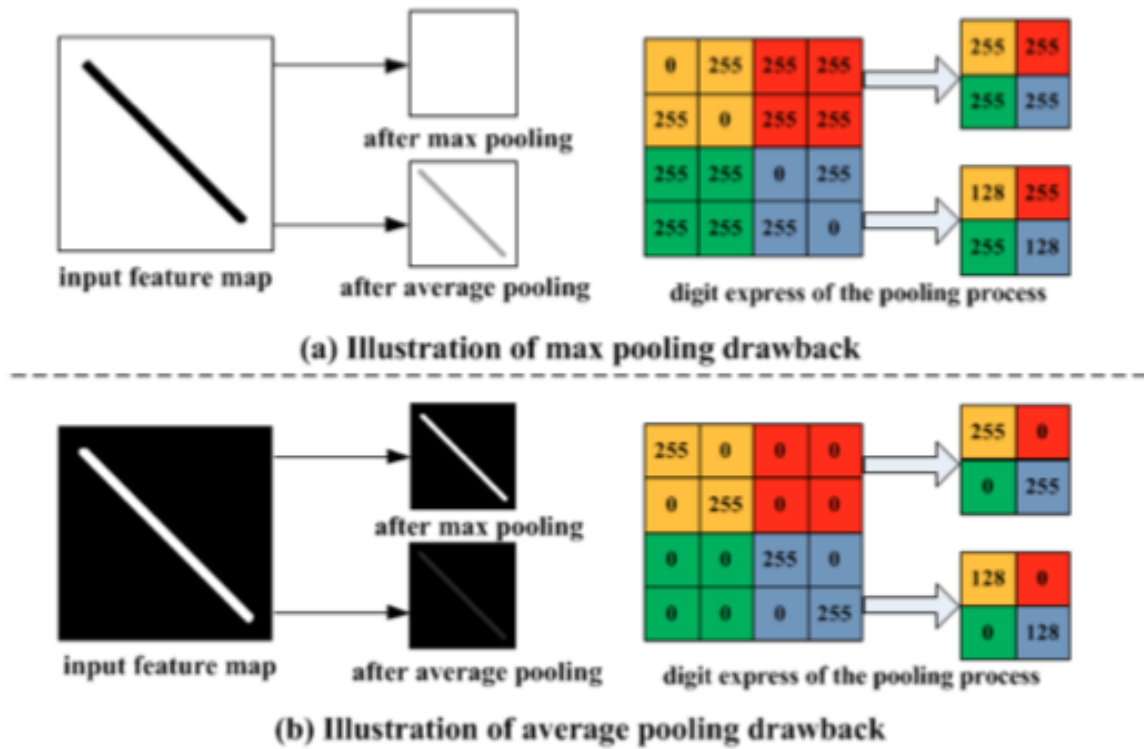 after max pooling
input feature map
after average pooling
0 255 255 255
255 0 255 255
255 255 0 255
255 255 255 0
255 255
255 255
128 255
255 128
digit express of the pooling process
(a) Illustration of max pooling drawback
after max pooling
input feature map
after average pooling
255 0 0 0
0 255 0 0
0 0 255 0
0 0 0 255
255 0
0 255
128 0
0 128
digit express of the pooling process
(b) Illustration of average pooling drawback